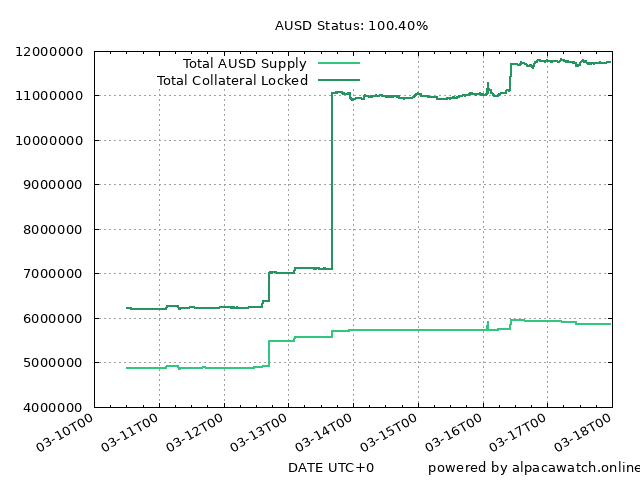 AUSD Status: 100.40%
12000000
11000000
10000000
9000000
8000000
7000000
6000000
5000000
4000000
Total AUSD Supply
Total Collateral Locked
03-10T00
03-11T00
03-12T00
03-13T00
03-14T00
03-15T00
03-16T00
03-17T00
03-18T00
DATE UTC+0
powered by alpacawatch.online